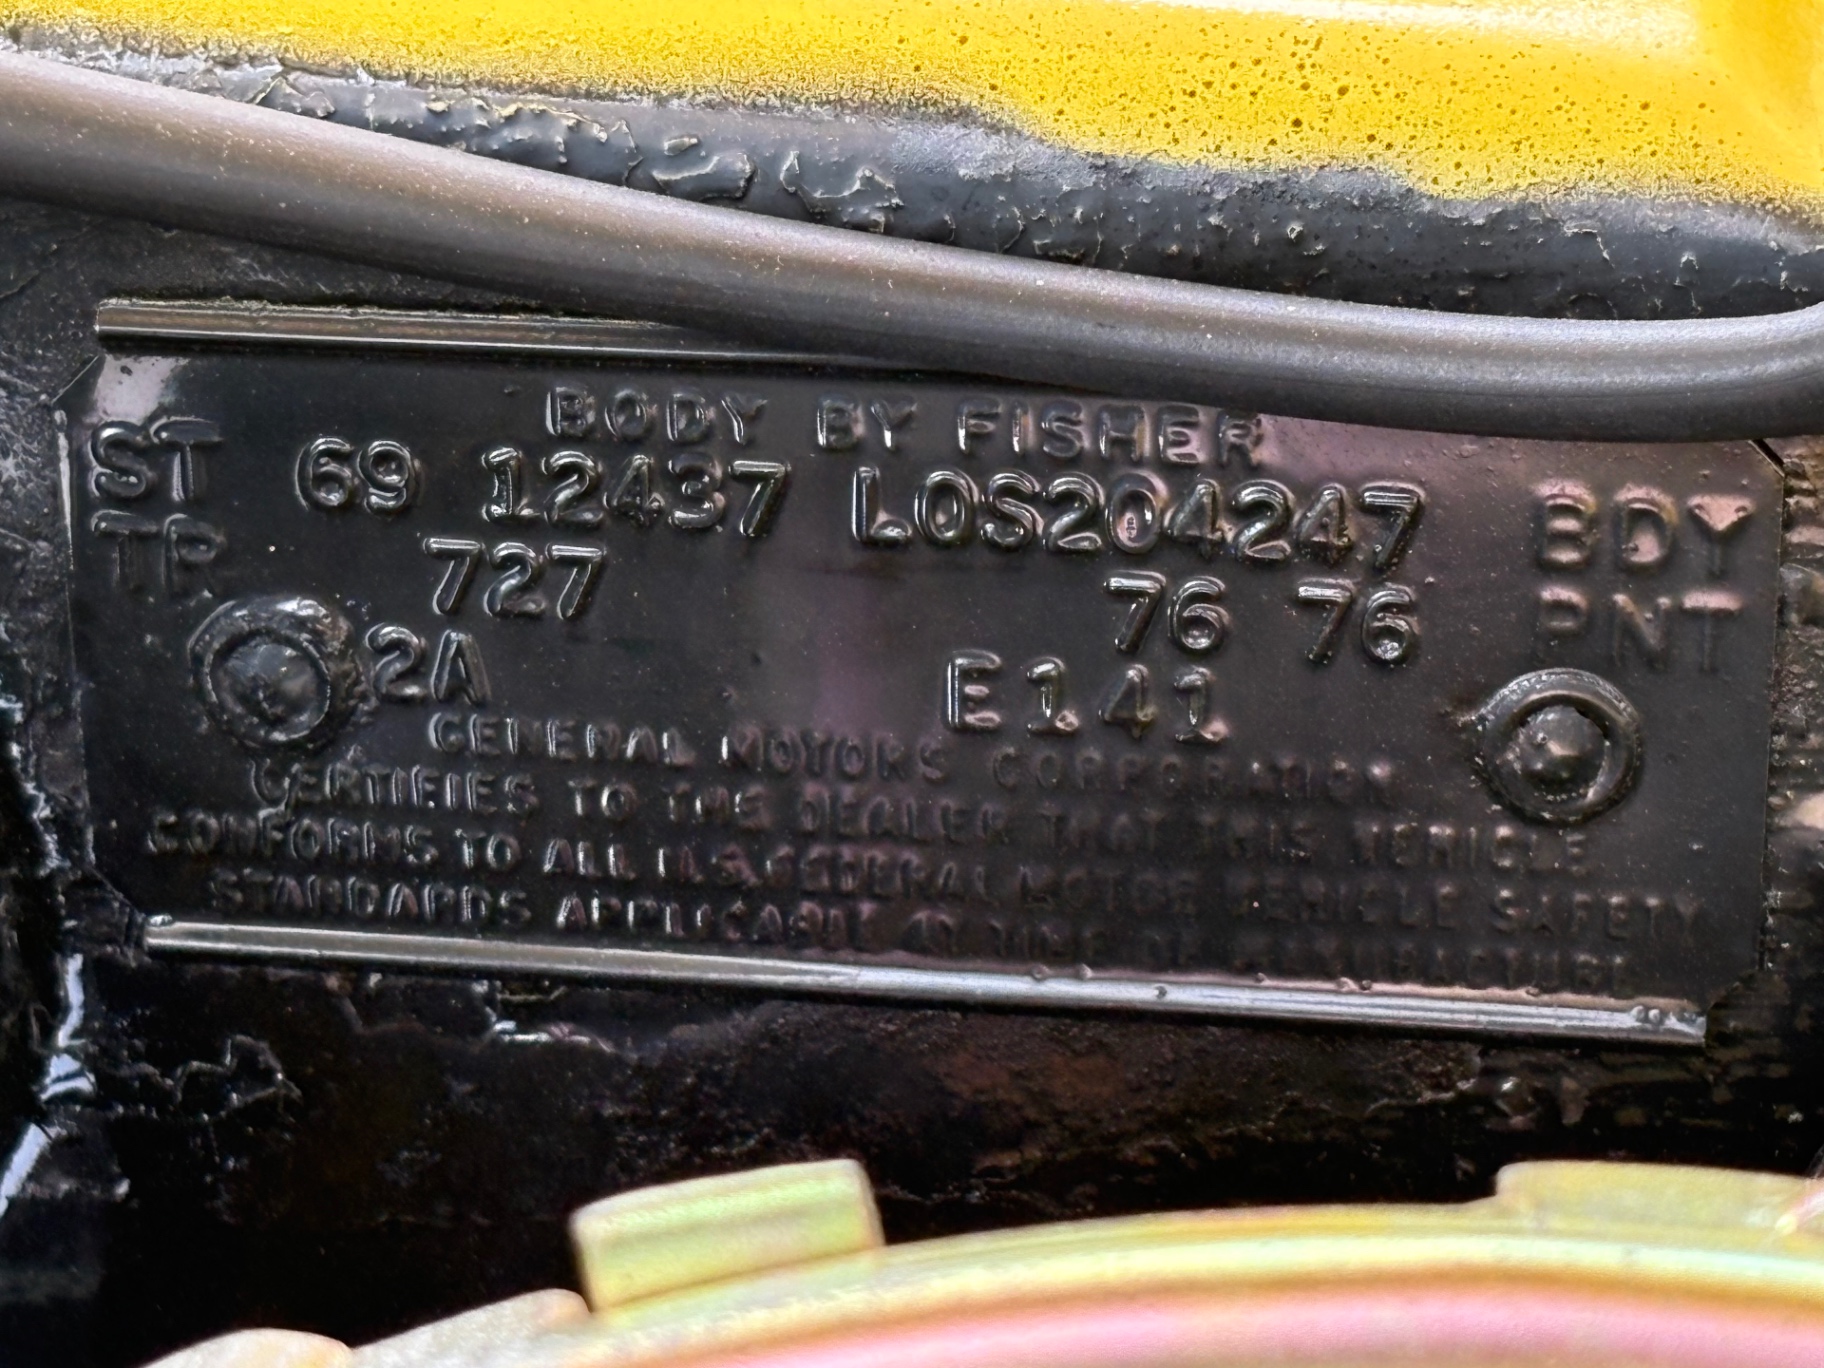 BODY BY FISHER
ST 69 12437 LOS204247 BDY
TR 727 76 76 PNT
2A E141
GENERAL MOTORS CORPORATION
CERTIFIES TO THE DEALER THAT THIS VEHICLE
CONFORMS TO ALL U.S. FEDERAL MOTOR VEHICLE SAFETY
STANDARDS APPLICABLE AT TIME OF MANUFACTURE